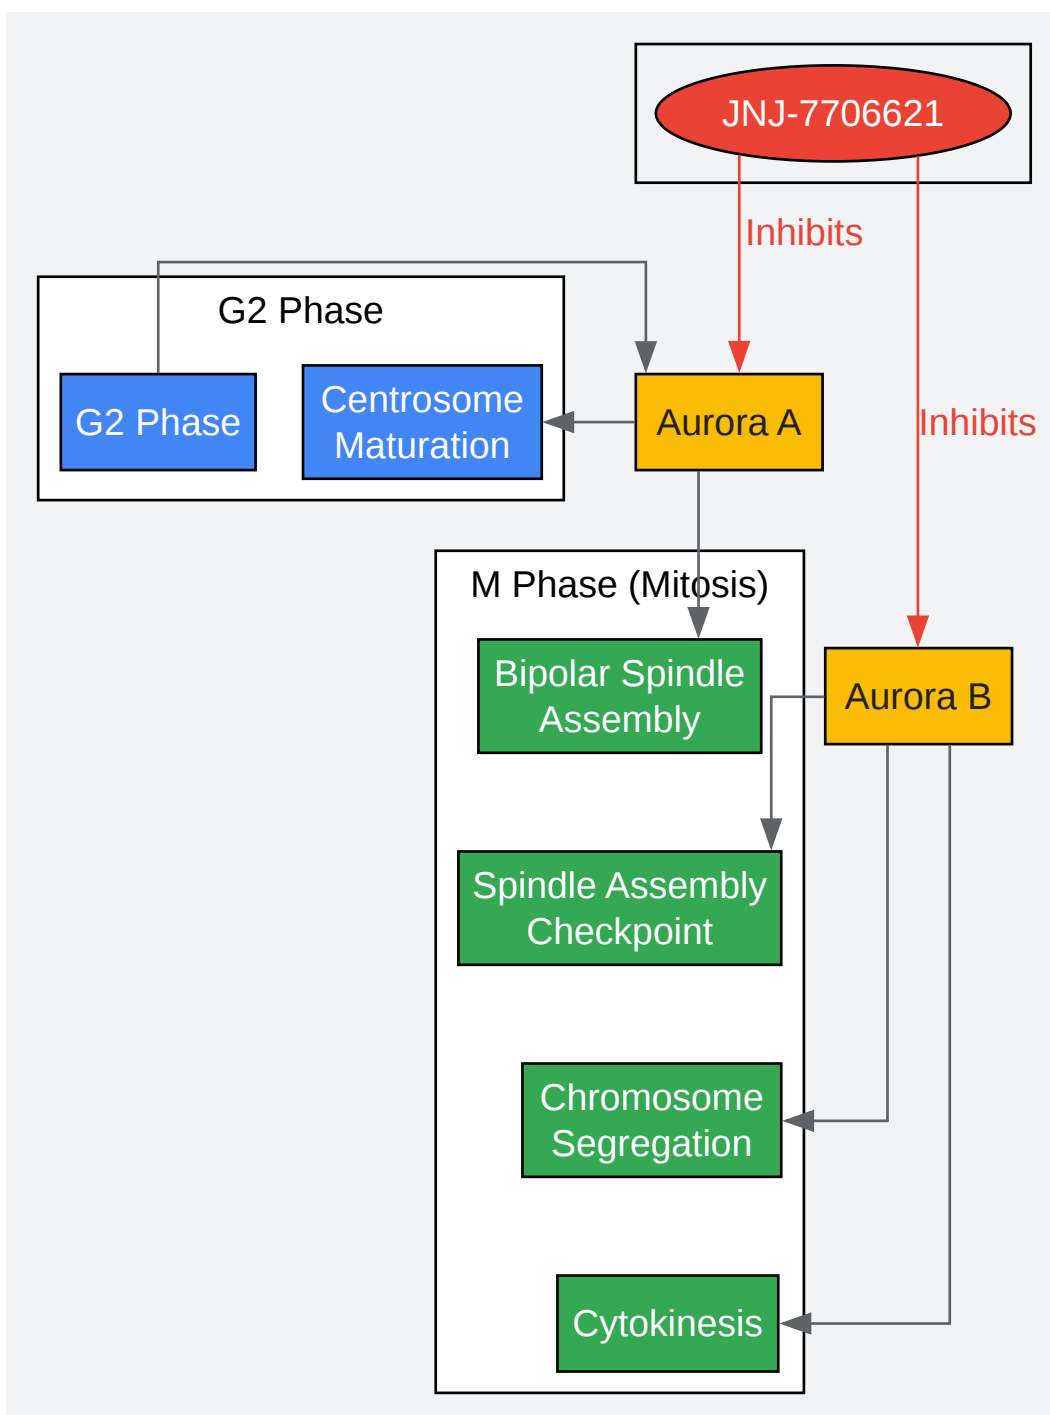 JNJ-7706621
Inhibits
G2 Phase
G2 Phase
Centrosome
Maturation
Aurora A
Inhibits
M Phase (Mitosis)
Bipolar Spindle
Assembly
Aurora B
Spindle Assembly
Checkpoint
Chromosome
Segregation
Cytokinesis